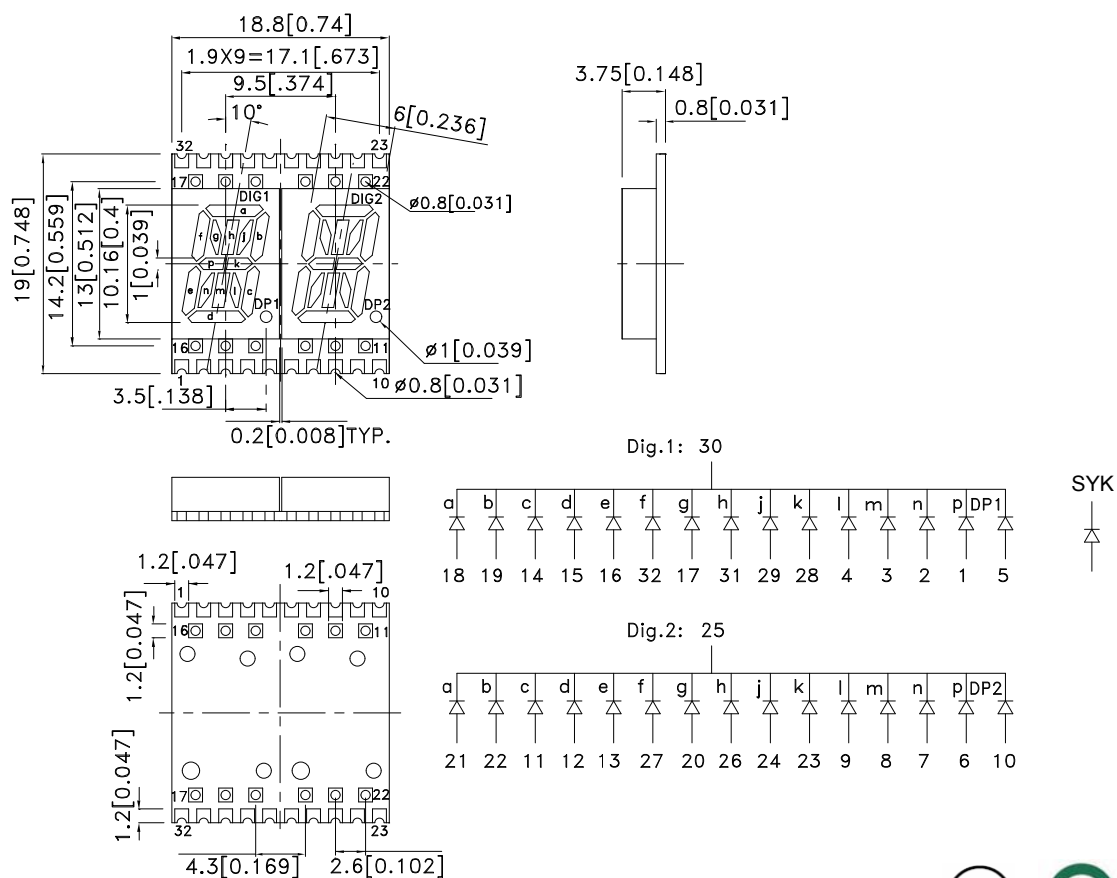 18.8[0.74]
1.9X9=17.1[.673]
9.5[.374]
10°
6[0.236]
3.75[0.148]
0.8[0.031]
32
23
17
22
DIG1
DIG2
ø0.8[0.031]
19[0.748]
14.2[0.559]
13[0.512]
10.16[0.4]
1[0.039]
a
f g h j b
p k
e n m l c
d
DP1
DP2
16
11
1
10
ø1[0.039]
ø0.8[0.031]
3.5[.138]
0.2[0.008]TYP.
Dig.1: 30
a b c d e f g h j k l m n p DP1
18 19 14 15 16 32 17 31 29 28 4 3 2 1 5
SYK
1.2[.047]
1.2[.047]
1
10
16
11
1.2[0.047]
Dig.2: 25
a b c d e f g h j k l m n p DP2
21 22 11 12 13 27 20 26 24 23 9 8 7 6 10
1.2[0.047]
17
22
32
23
4.3[0.169]
2.6[0.102]